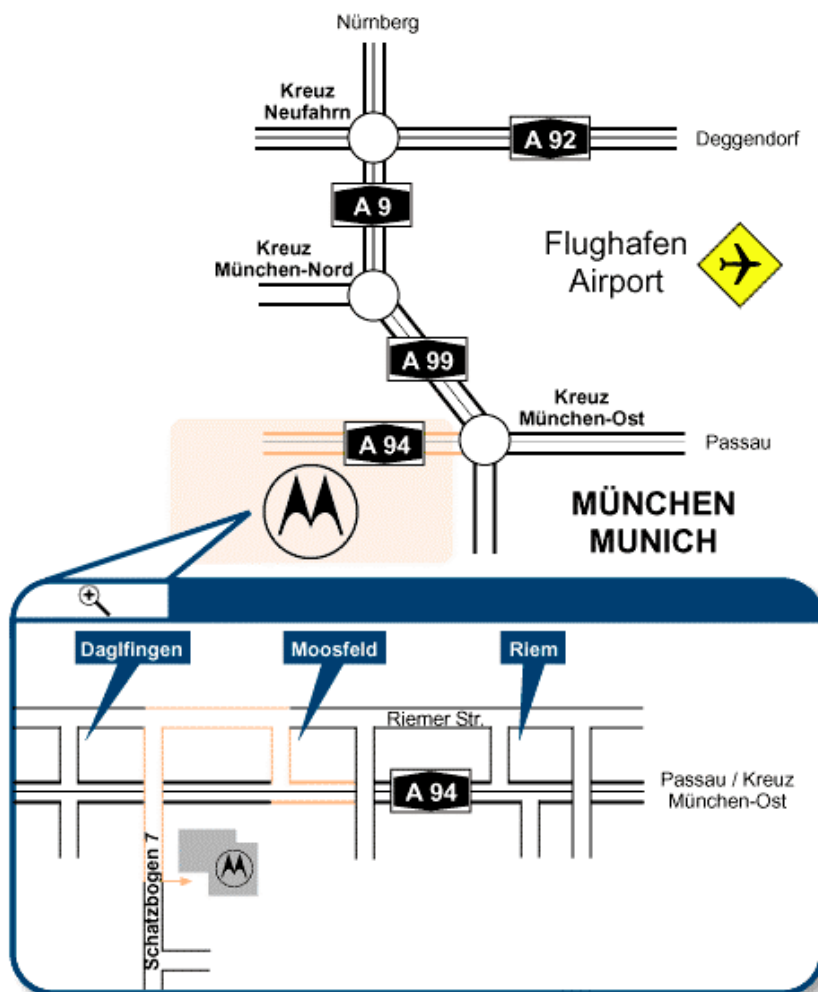 Nürnberg
Kreuz
Neufahrn
A 92
Deggendorf
A 9
Kreuz
München-Nord
Flughafen
Airport
A 99
Kreuz
München-Ost
A 94
Passau
MÜNCHEN
MUNICH
Daglfingen
Moosfeld
Riem
Riemer Str.
A 94
Passau / Kreuz
München-Ost
Schatzbogen 7